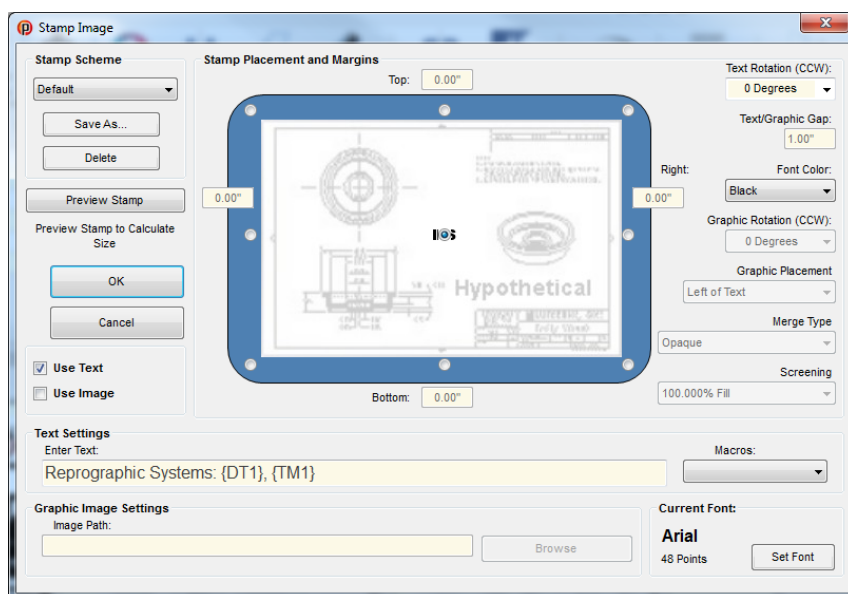 Stamp Image
Stamp Scheme
Default
Save As...
Delete
Preview Stamp
Preview Stamp to Calculate
Size
OK
Cancel
Use Text
Use Image
Stamp Placement and Margins
Top: 0.00"
0.00"
Right:
0.00"
Hypothetical
Bottom: 0.00"
Text Rotation (CCW):
0 Degrees
Text/Graphic Gap:
1.00"
Font Color:
Black
Graphic Rotation (CCW):
0 Degrees
Graphic Placement
Left of Text
Merge Type
Opaque
Screening
100.000% Fill
Text Settings
Enter Text:
Reprographic Systems: {DT1}, {TM1}
Macros:
Graphic Image Settings
Image Path:
Browse
Current Font:
Arial
48 Points
Set Font